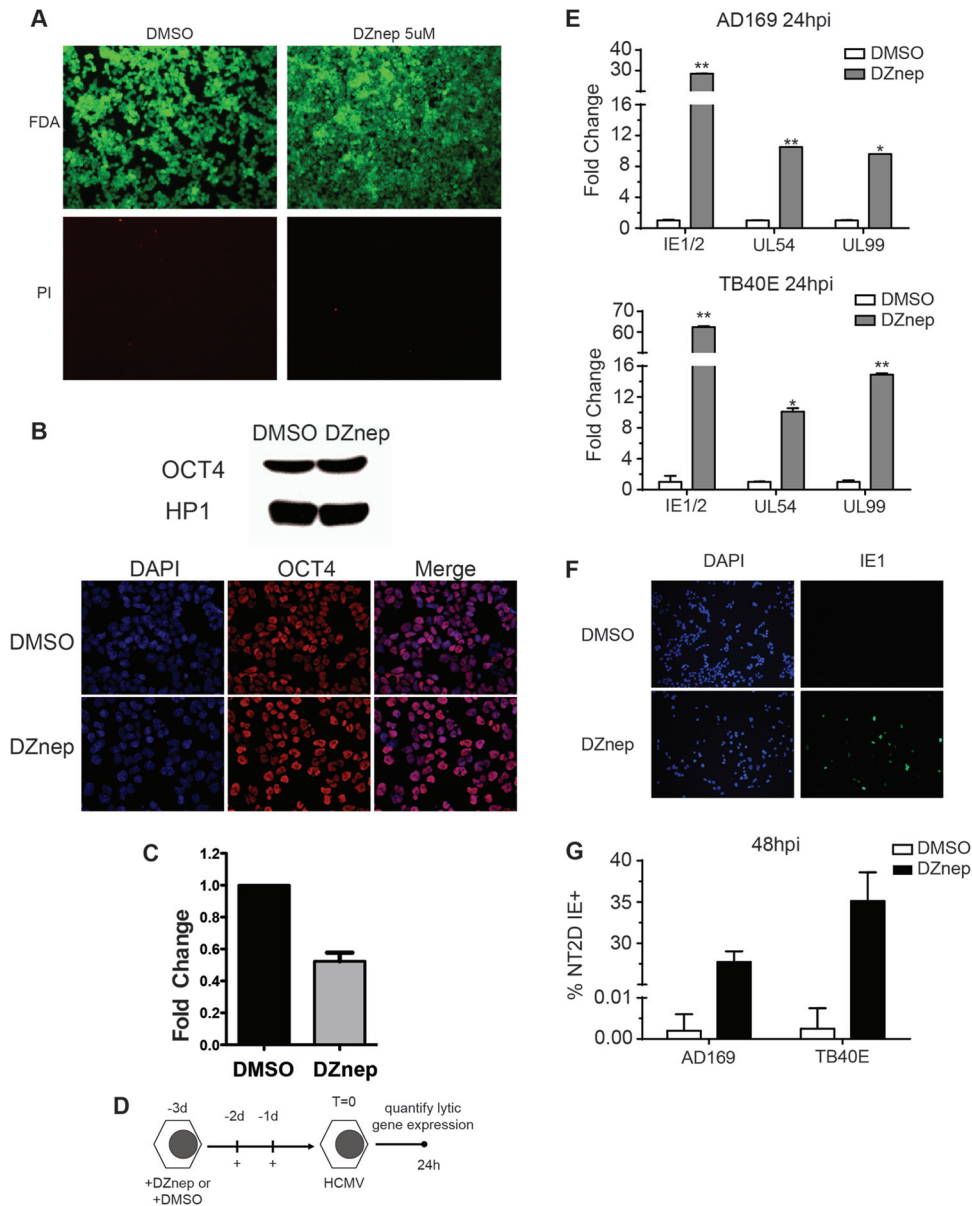 A
DMSO
DZnep 5uM
FDA
PI
B
DMSO DZnep
OCT4
HP1
DAPI
OCT4
Merge
DMSO
DZnep
C
Fold Change
1.2
1.0
0.8
0.6
0.4
0.2
0.0
DMSO
DZnep
D
-3d
-2d
-1d
T=0
quantify lytic
gene expression
+
+
24h
+DZnep or
+DMSO
HCMV
E
AD169 24hpi
DMSO
DZnep
Fold Change
40
30
16
12
8
4
0
**
**
*
IE1/2
UL54
UL99
TB40E 24hpi
DMSO
DZnep
Fold Change
70
60
16
12
8
4
0
**
*
**
IE1/2
UL54
UL99
F
DAPI
IE1
DMSO
DZnep
G
48hpi
DMSO
DZnep
% NT2D IE+
40
35
30
25
0.01
0.00
AD169
TB40E